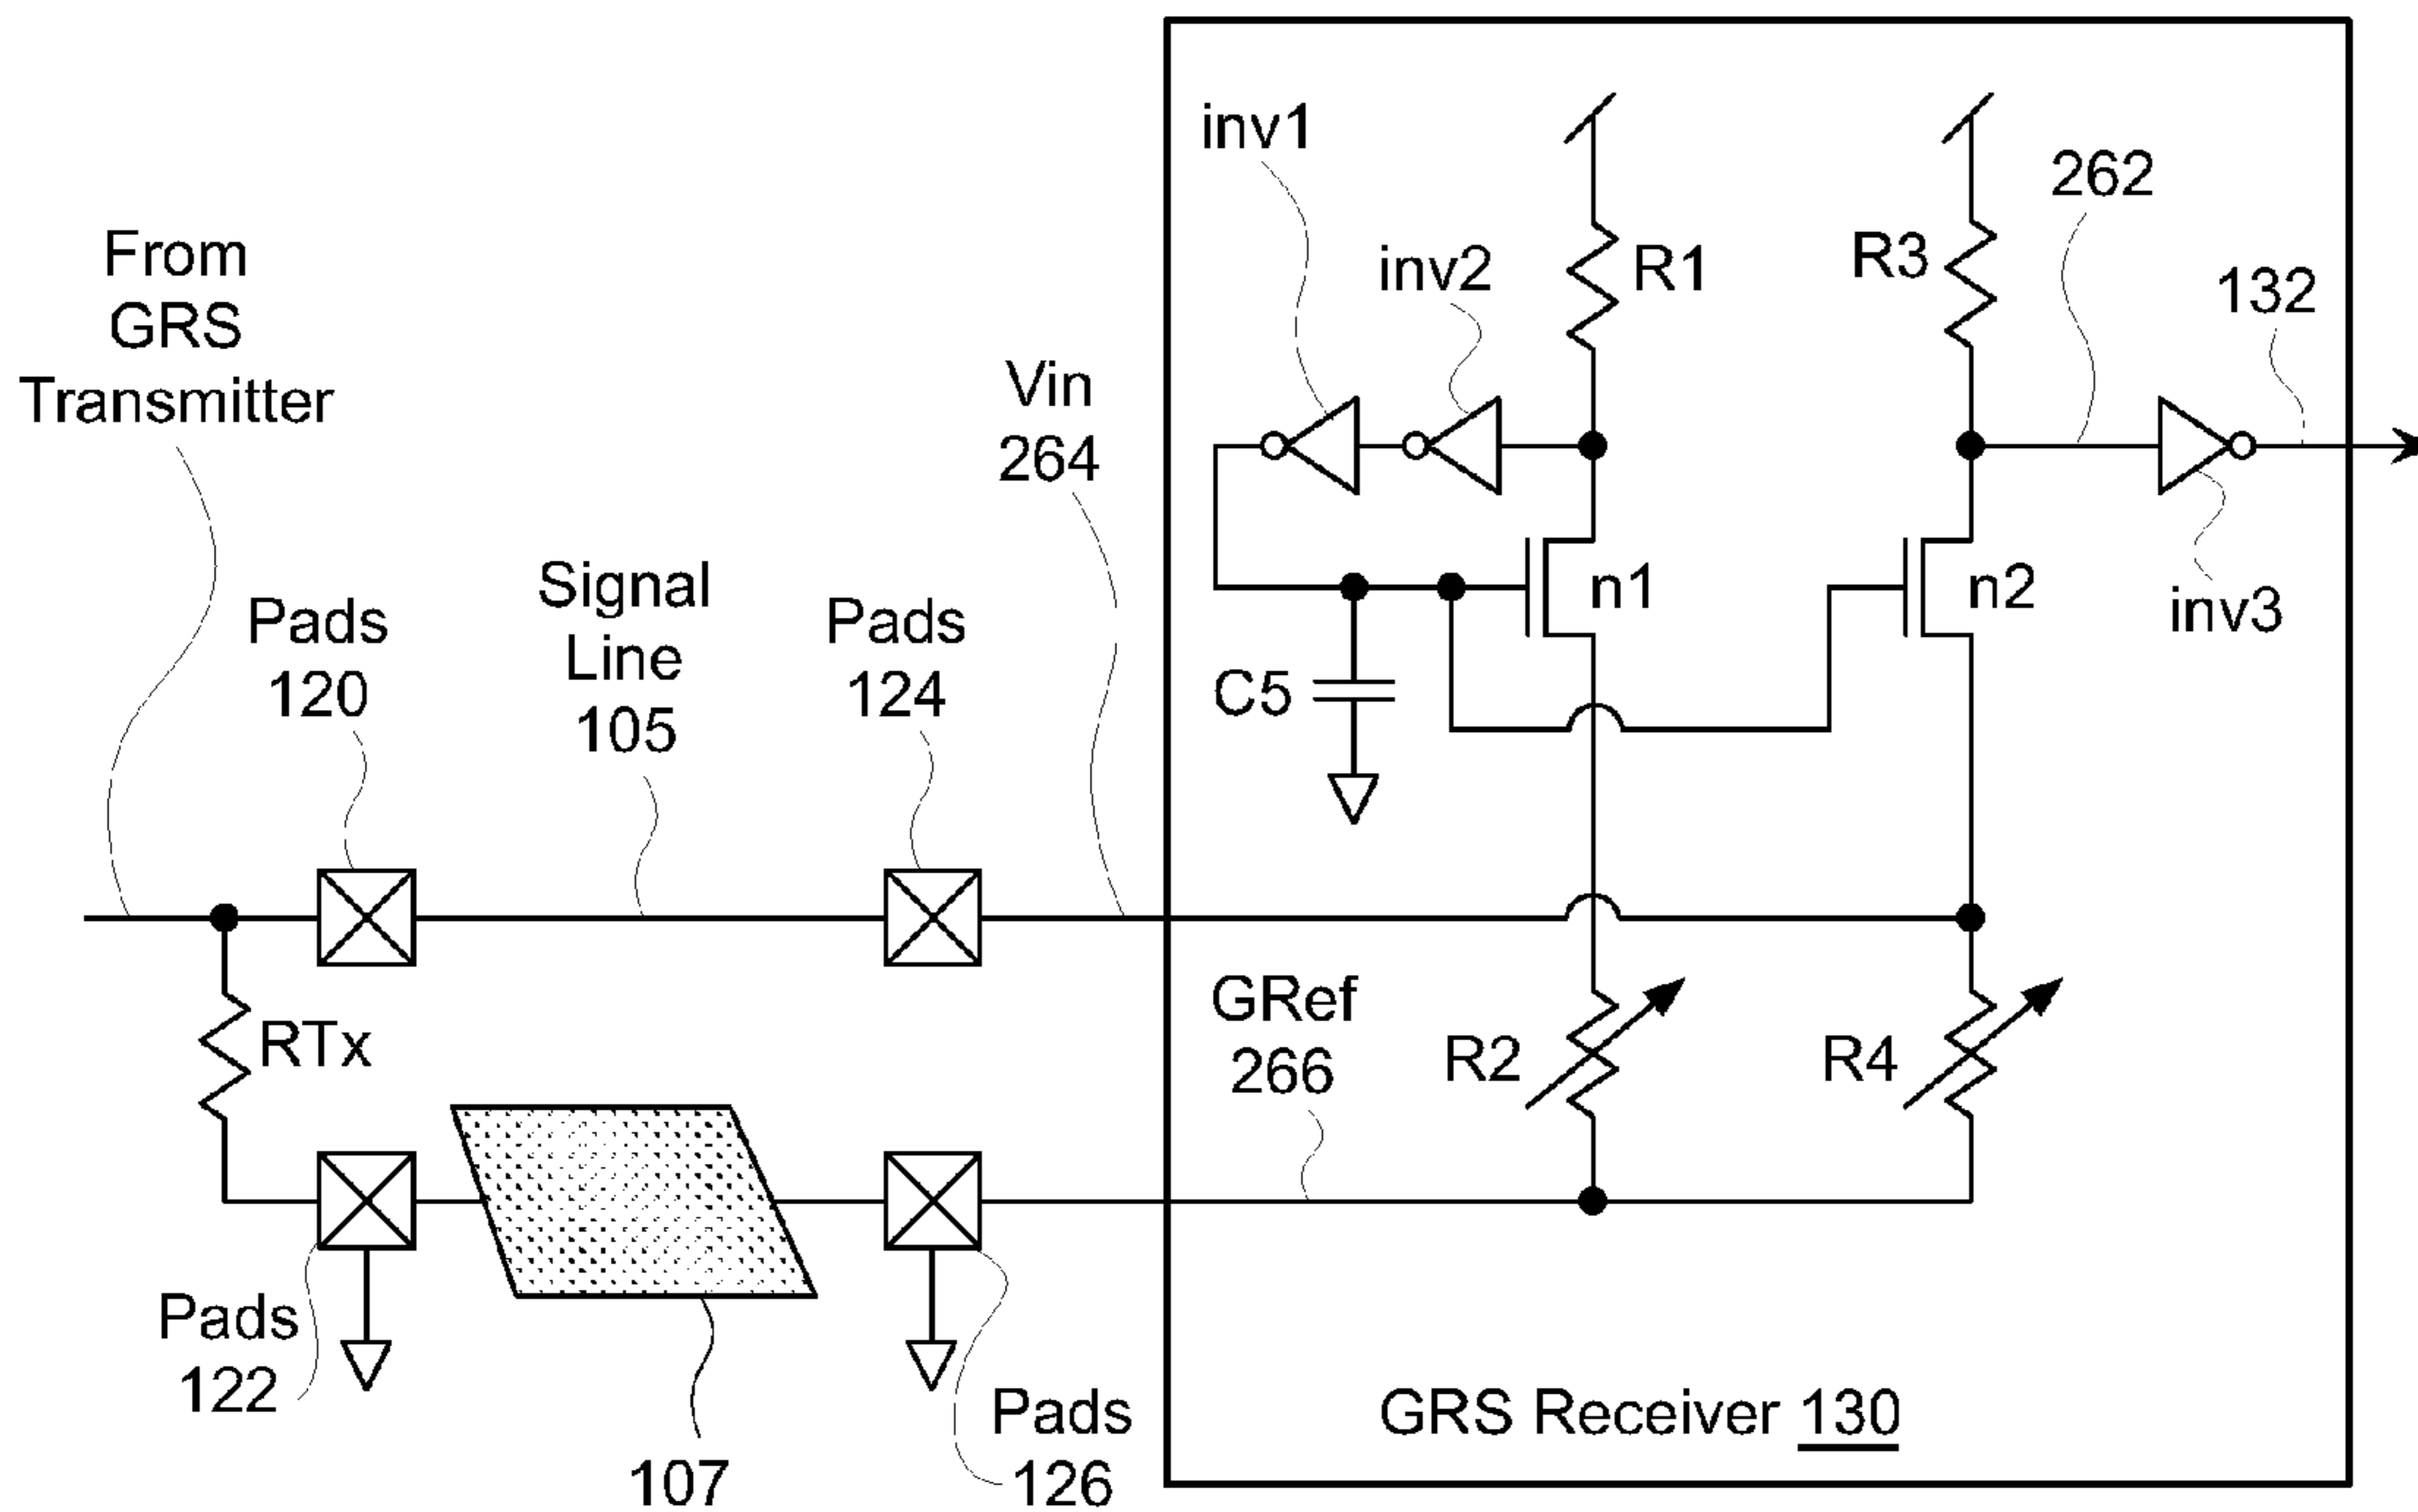 inv1
262
From
GRS
Transmitter
inv2
R1
R3
132
Vin
264
Signal
Line
105
Pads
120
Pads
124
n1
n2
inv3
C5
RTx
GRef
266
R2
R4
Pads
122
107
Pads
126
GRS Receiver 130